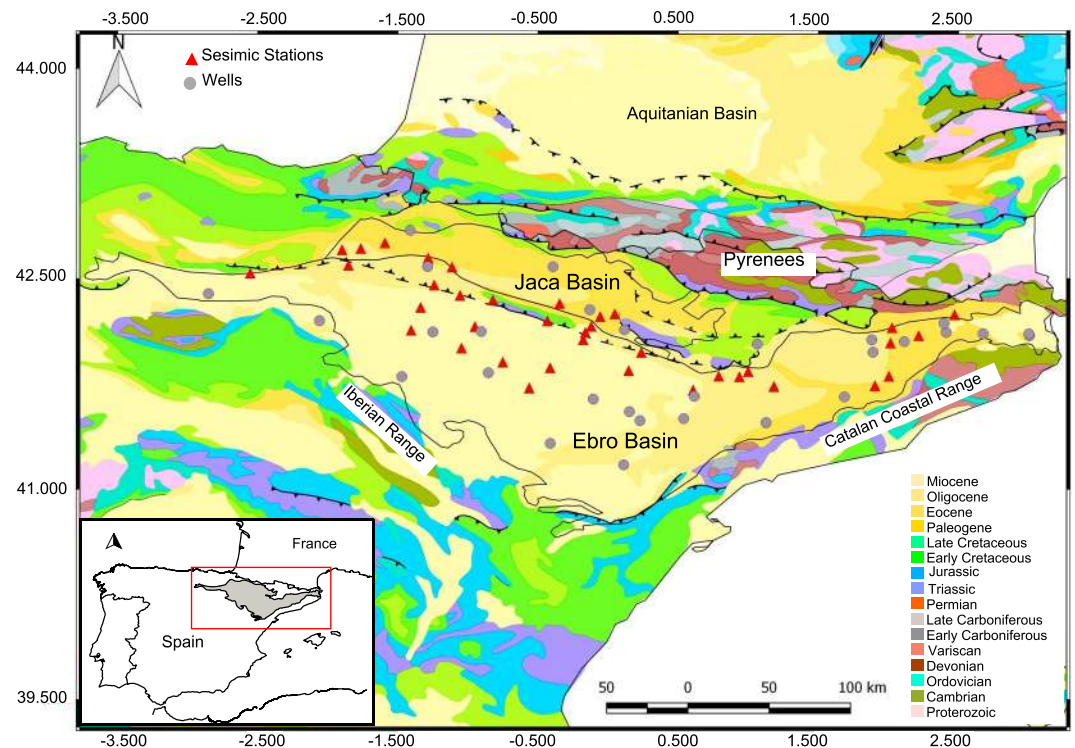 -3.500 -2.500 -1.500 -0.500 0.500 1.500 2.500
N
Sesimic Stations
Wells
44.000
Aquitanian Basin
Pyrenees
42.500
Jaca Basin
Iberian Range
Catalan Coastal Range
Ebro Basin
41.000
Miocene
Oligocene
Eocene
Paleogene
Late Cretaceous
Early Cretaceous
Jurassic
Triassic
Permian
Late Carboniferous
Early Carboniferous
Variscan
Devonian
Ordovician
Cambrian
Proterozoic
France
Spain
50 0 50 100 km
39.500
-3.500 -2.500 -1.500 -0.500 0.500 1.500 2.500